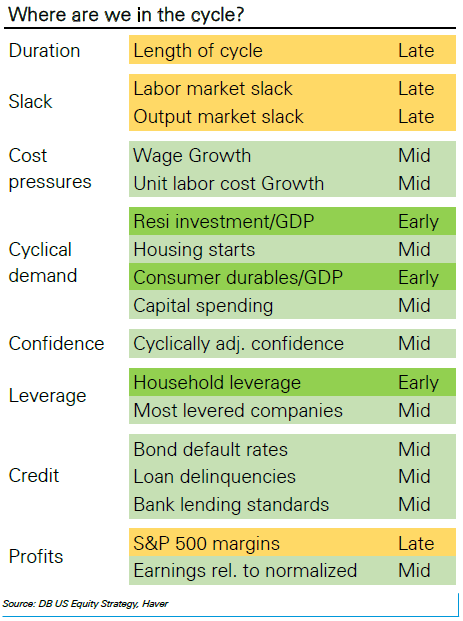 Where are we in the cycle?
Duration Length of cycle Late
Slack
Labor market slack Late
Output market slack Late
Cost pressures
Wage Growth Mid
Unit labor cost Growth Mid
Cyclical demand
Resi investment/GDP Early
Housing starts Mid
Consumer durables/GDP Early
Capital spending Mid
Confidence Cyclically adj. confidence Mid
Leverage
Household leverage Early
Most levered companies Mid
Credit
Bond default rates Mid
Loan delinquencies Mid
Bank lending standards Mid
Profits
S&P 500 margins Late
Earnings rel. to normalized Mid
Source: DB US Equity Strategy, Haver